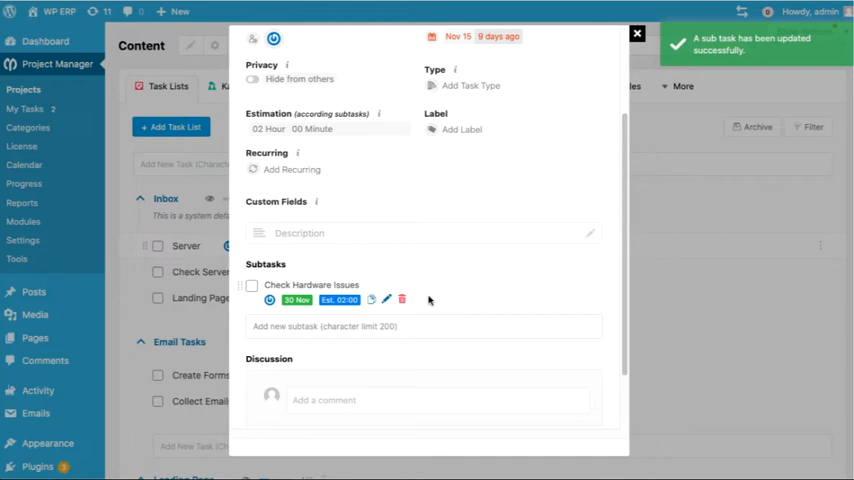 WP ERP
11
0
+ New
Howdy, admin
Dashboard
Project Manager
Projects
My Tasks 2
Categories
License
Calendar
Progress
Reports
Modules
Settings
Tools
Posts
Media
Pages
Comments
Activity
Emails
Appearance
Plugins 3
Content
Task Lists
Ka
les
More
+ Add Task List
Archive
Filter
Add New Task (Charact
Inbox
This is a system defa
Server
Check Server
Landing Page
Email Tasks
Create Forms
Collect Email
Add New Task (Ch
Nov 15 9 days ago
Privacy
Hide from others
Type
Add Task Type
Estimation (according subtasks)
02 Hour 00 Minute
Label
Add Label
Recurring
Add Recurring
Custom Fields
Description
Subtasks
Check Hardware Issues
30 Nov Est. 02:00
Add new subtask (character limit 200)
Discussion
Add a comment
A sub task has been updated
successfully.